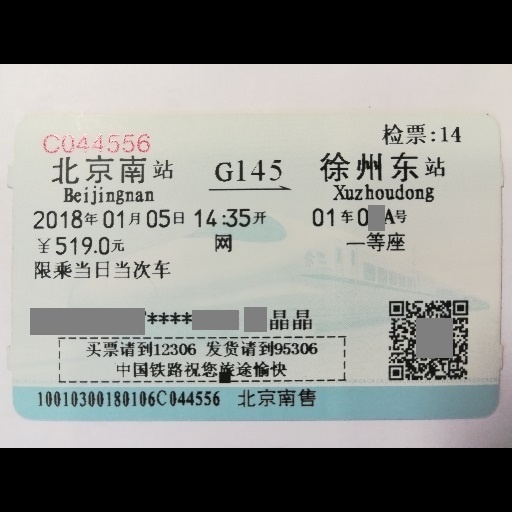 C044556 检票:14
北京南站 G145 徐州东站
Beijingnan Xuzhoudong
2018年01月05日14:35开 01车0 A号
￥519.0元 网 一等座
限乘当日当次车
**** 晶晶
买票请到12306 发货请到95306
中国铁路祝您旅途愉快
10010300180106C044556 北京南售